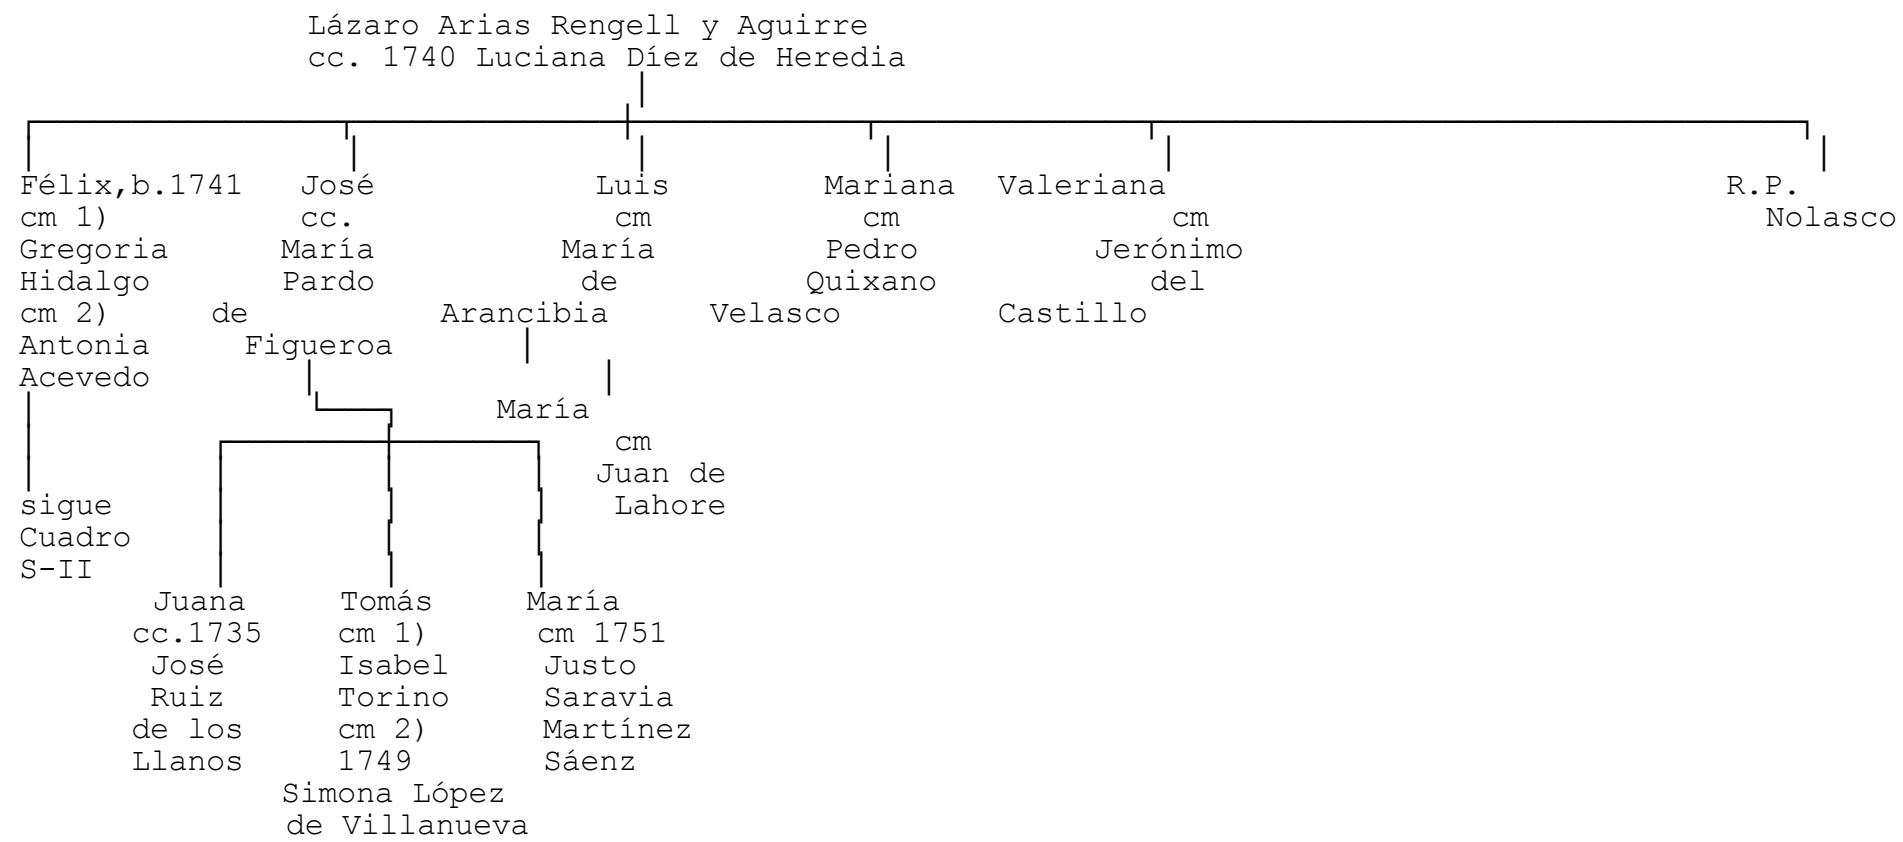 Lázaro Arias Rengell y Aguirre
cc. 1740 Luciana Díez de Heredia
Félix,b.1741 José Luis Mariana Valeriana R.P.
cm 1) cc. cm cm cm Nolasco
Gregoria María María Pedro Jerónimo
Hidalgo Pardo de Quixano del
cm 2) de Arancibia Velasco Castillo
Antonia Figueroa
Acevedo
María
cm
Juan de
sigue Lahore
Cuadro
S-II
Juana Tomás María
cc.1735 cm 1) cm 1751
José Isabel Justo
Ruiz Torino Saravia
de los cm 2) Martínez
Llanos 1749 Sáenz
Simona López
de Villanueva